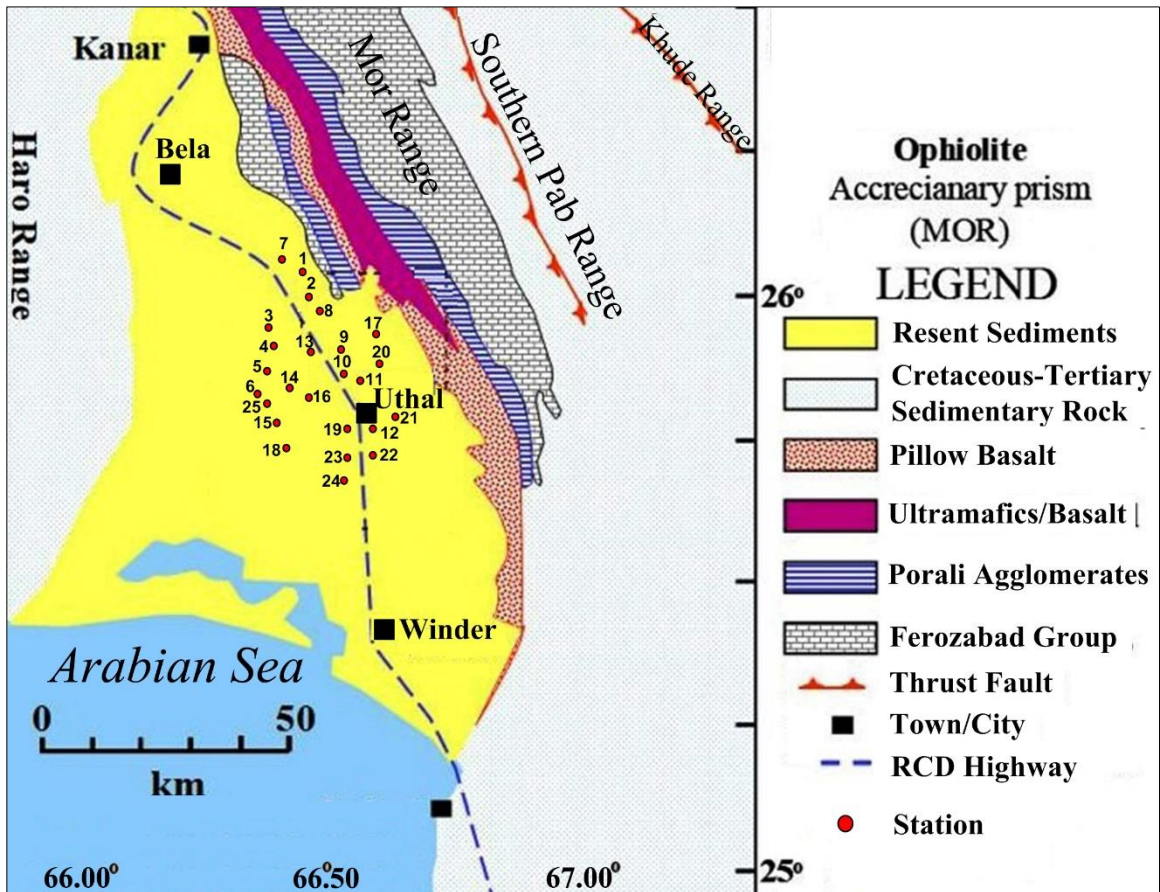 Kanar
Bela
Haro Range
Mor Range
Southern Pab Range
Khude Range
7
1
2
8
3
4
13
9
17
10
20
5
14
11
6
16
25
Uthal
21
15
19
12
18
23
22
24
Winder
Arabian Sea
0 50
km
66.00° 66.50° 67.00°
26°
25°
Ophiolite
Accrecianary prism
(MOR)
LEGEND
Resent Sediments
Cretaceous-Tertiary
Sedimentary Rock
Pillow Basalt
Ultramafics/Basalt
Porali Agglomerates
Ferozabad Group
Thrust Fault
Town/City
RCD Highway
Station